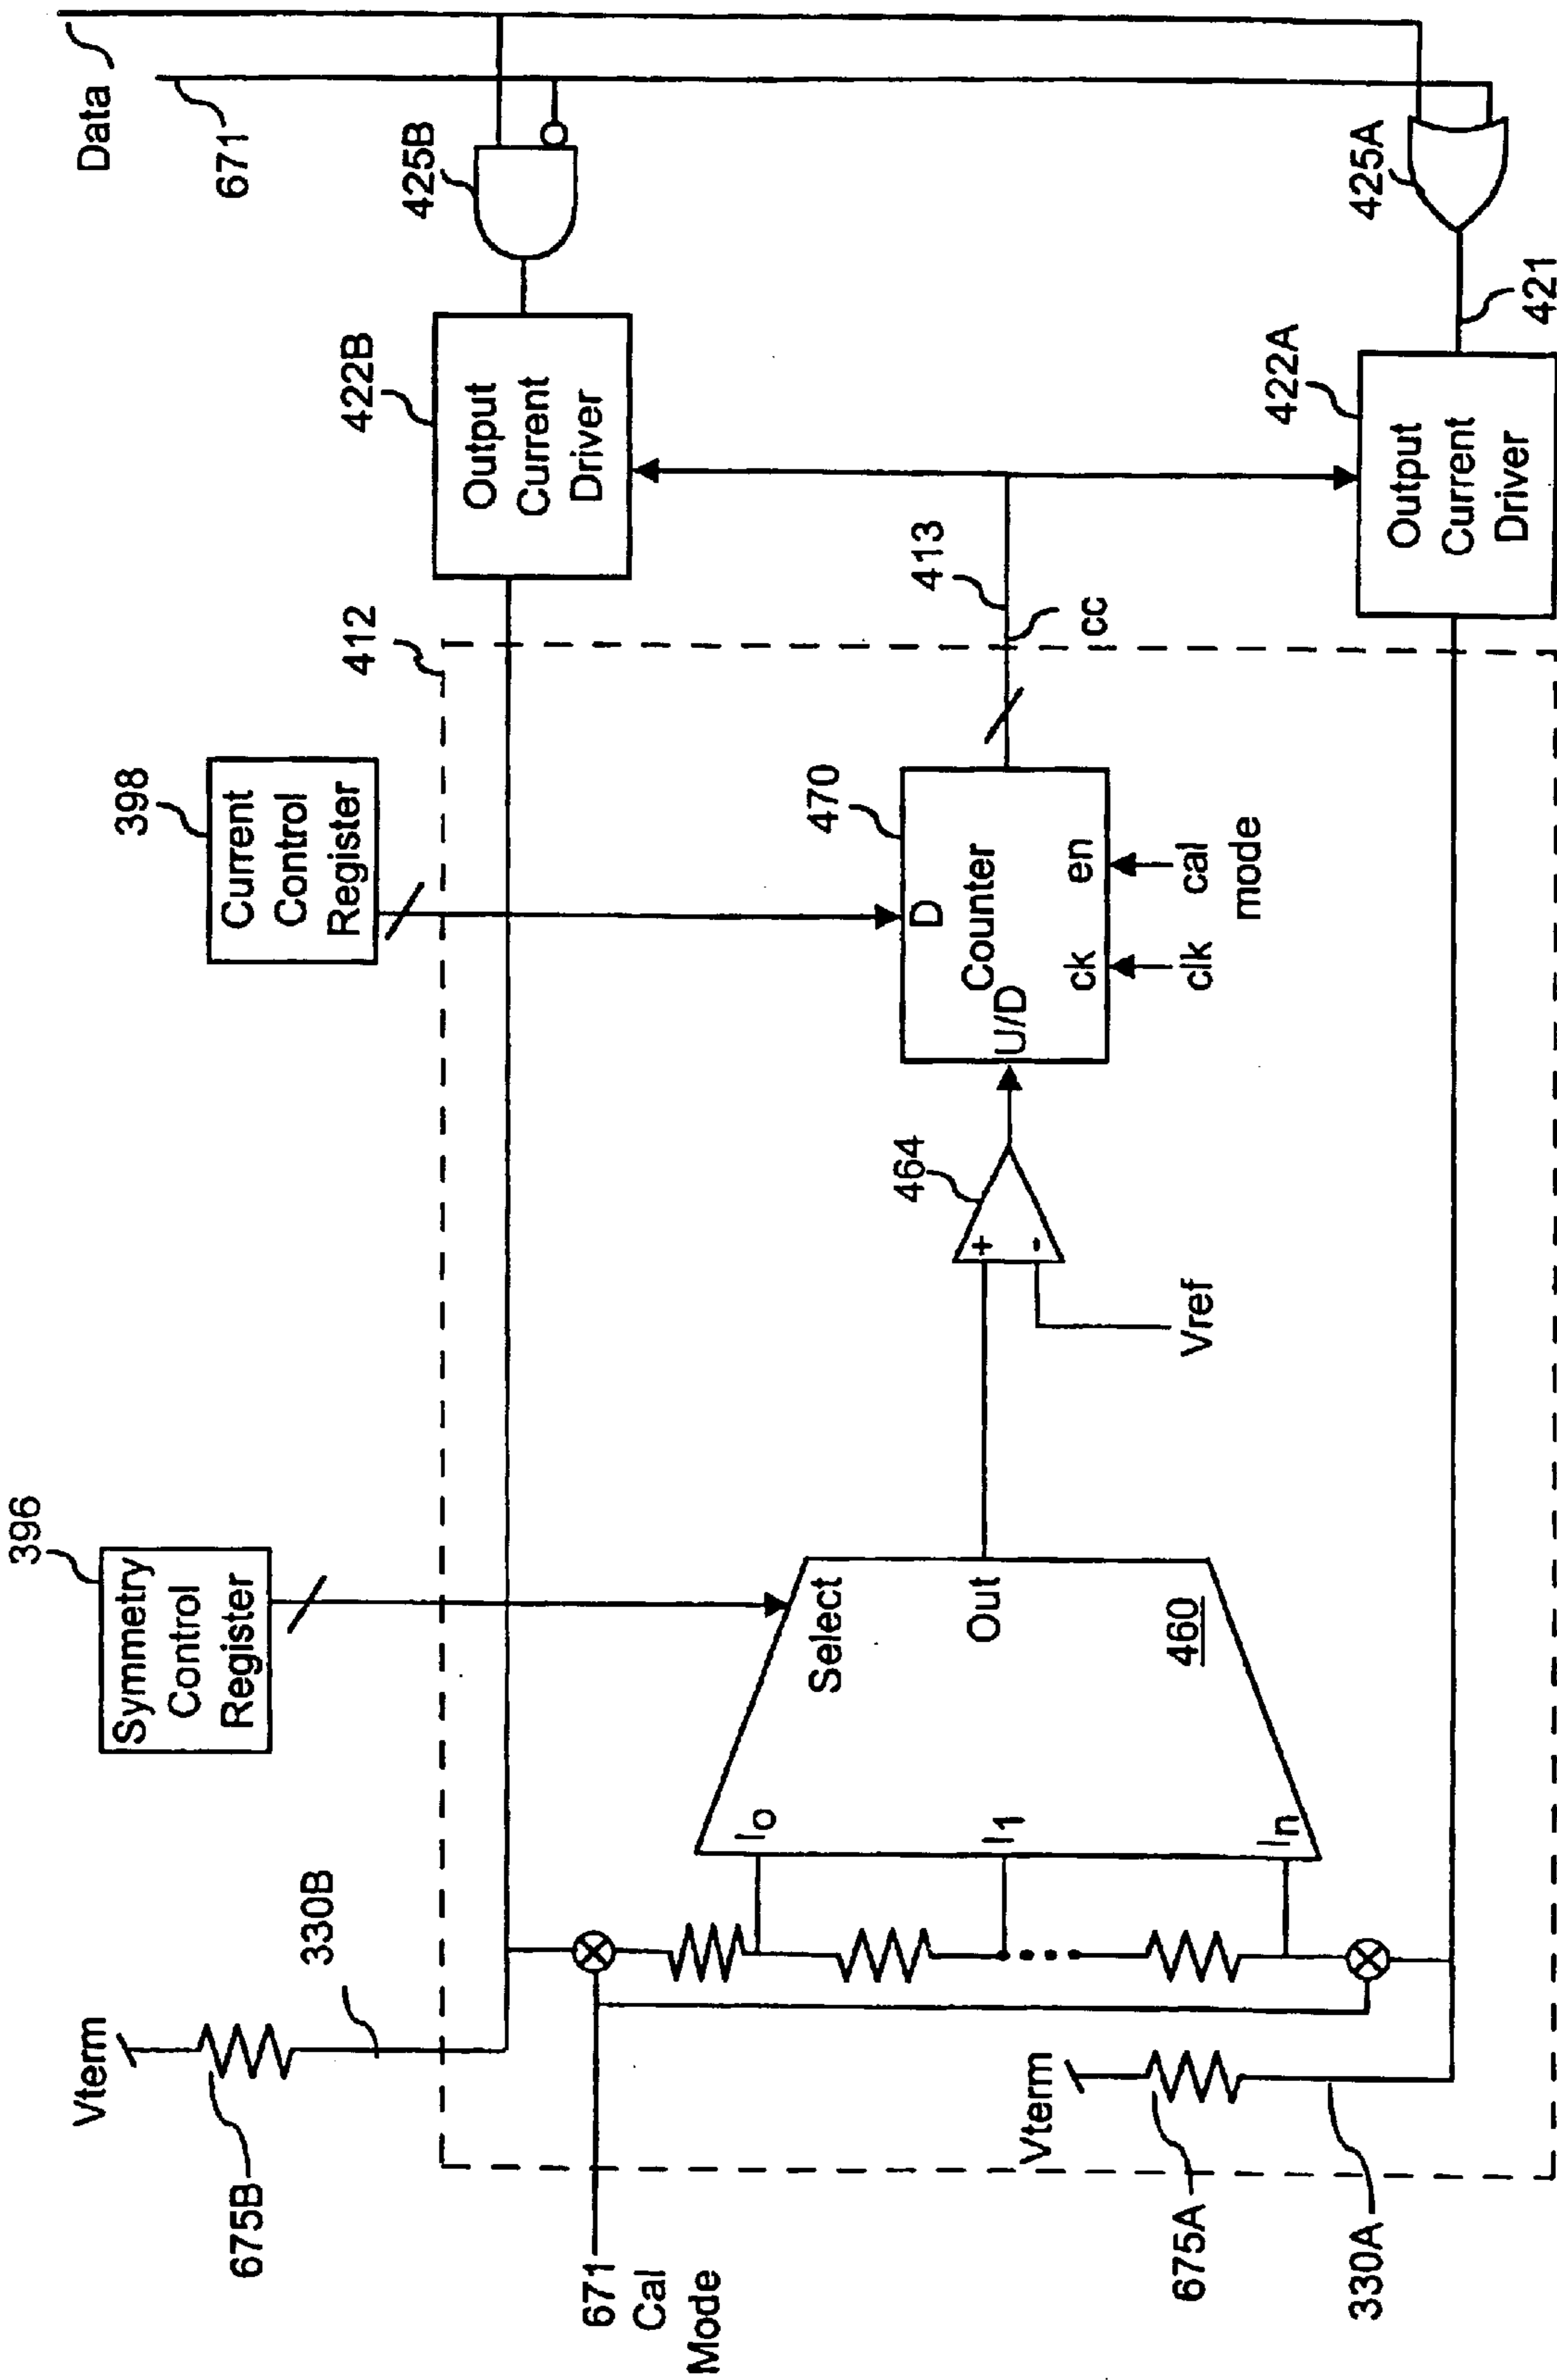 Data
671
425B
425A
422B
Output
Current
Driver
422A
Output
Current
Driver
421
412
413
cc
398
Current
Control
Register
470
D
Counter
U/D
ck
en
clk
cal
mode
464
+
-
Vref
396
Symmetry
Control
Register
Select
Out
460
I0
I1
In
330B
Vterm
675B
671
Cal
Mode
Vterm
675A
330A